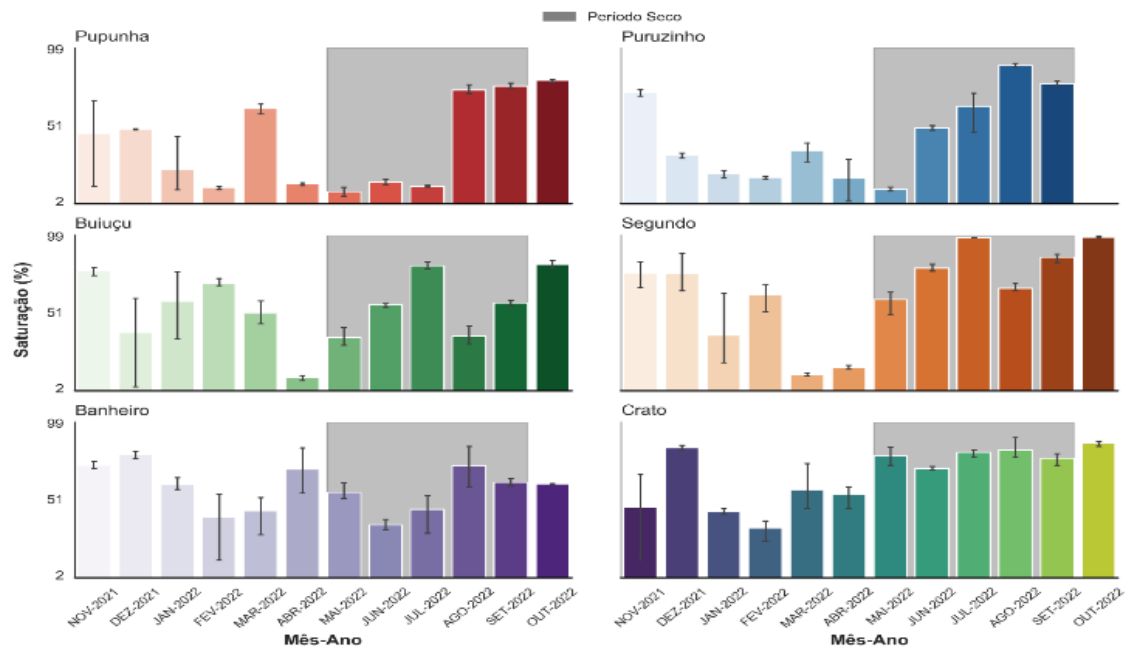 Período Seco
Pupunha
Puruzinho
99
51
2
Buiuçu
Segundo
99
51
2
Saturação (%)
Banheiro
Crato
99
51
2
NOV-2021 DEZ-2021 JAN-2022 FEV-2022 MAR-2022 ABR-2022 MAI-2022 JUN-2022 JUL-2022 AGO-2022 SET-2022 OUT-2022
NOV-2021 DEZ-2021 JAN-2022 FEV-2022 MAR-2022 ABR-2022 MAI-2022 JUN-2022 JUL-2022 AGO-2022 SET-2022 OUT-2022
Mês-Ano
Mês-Ano